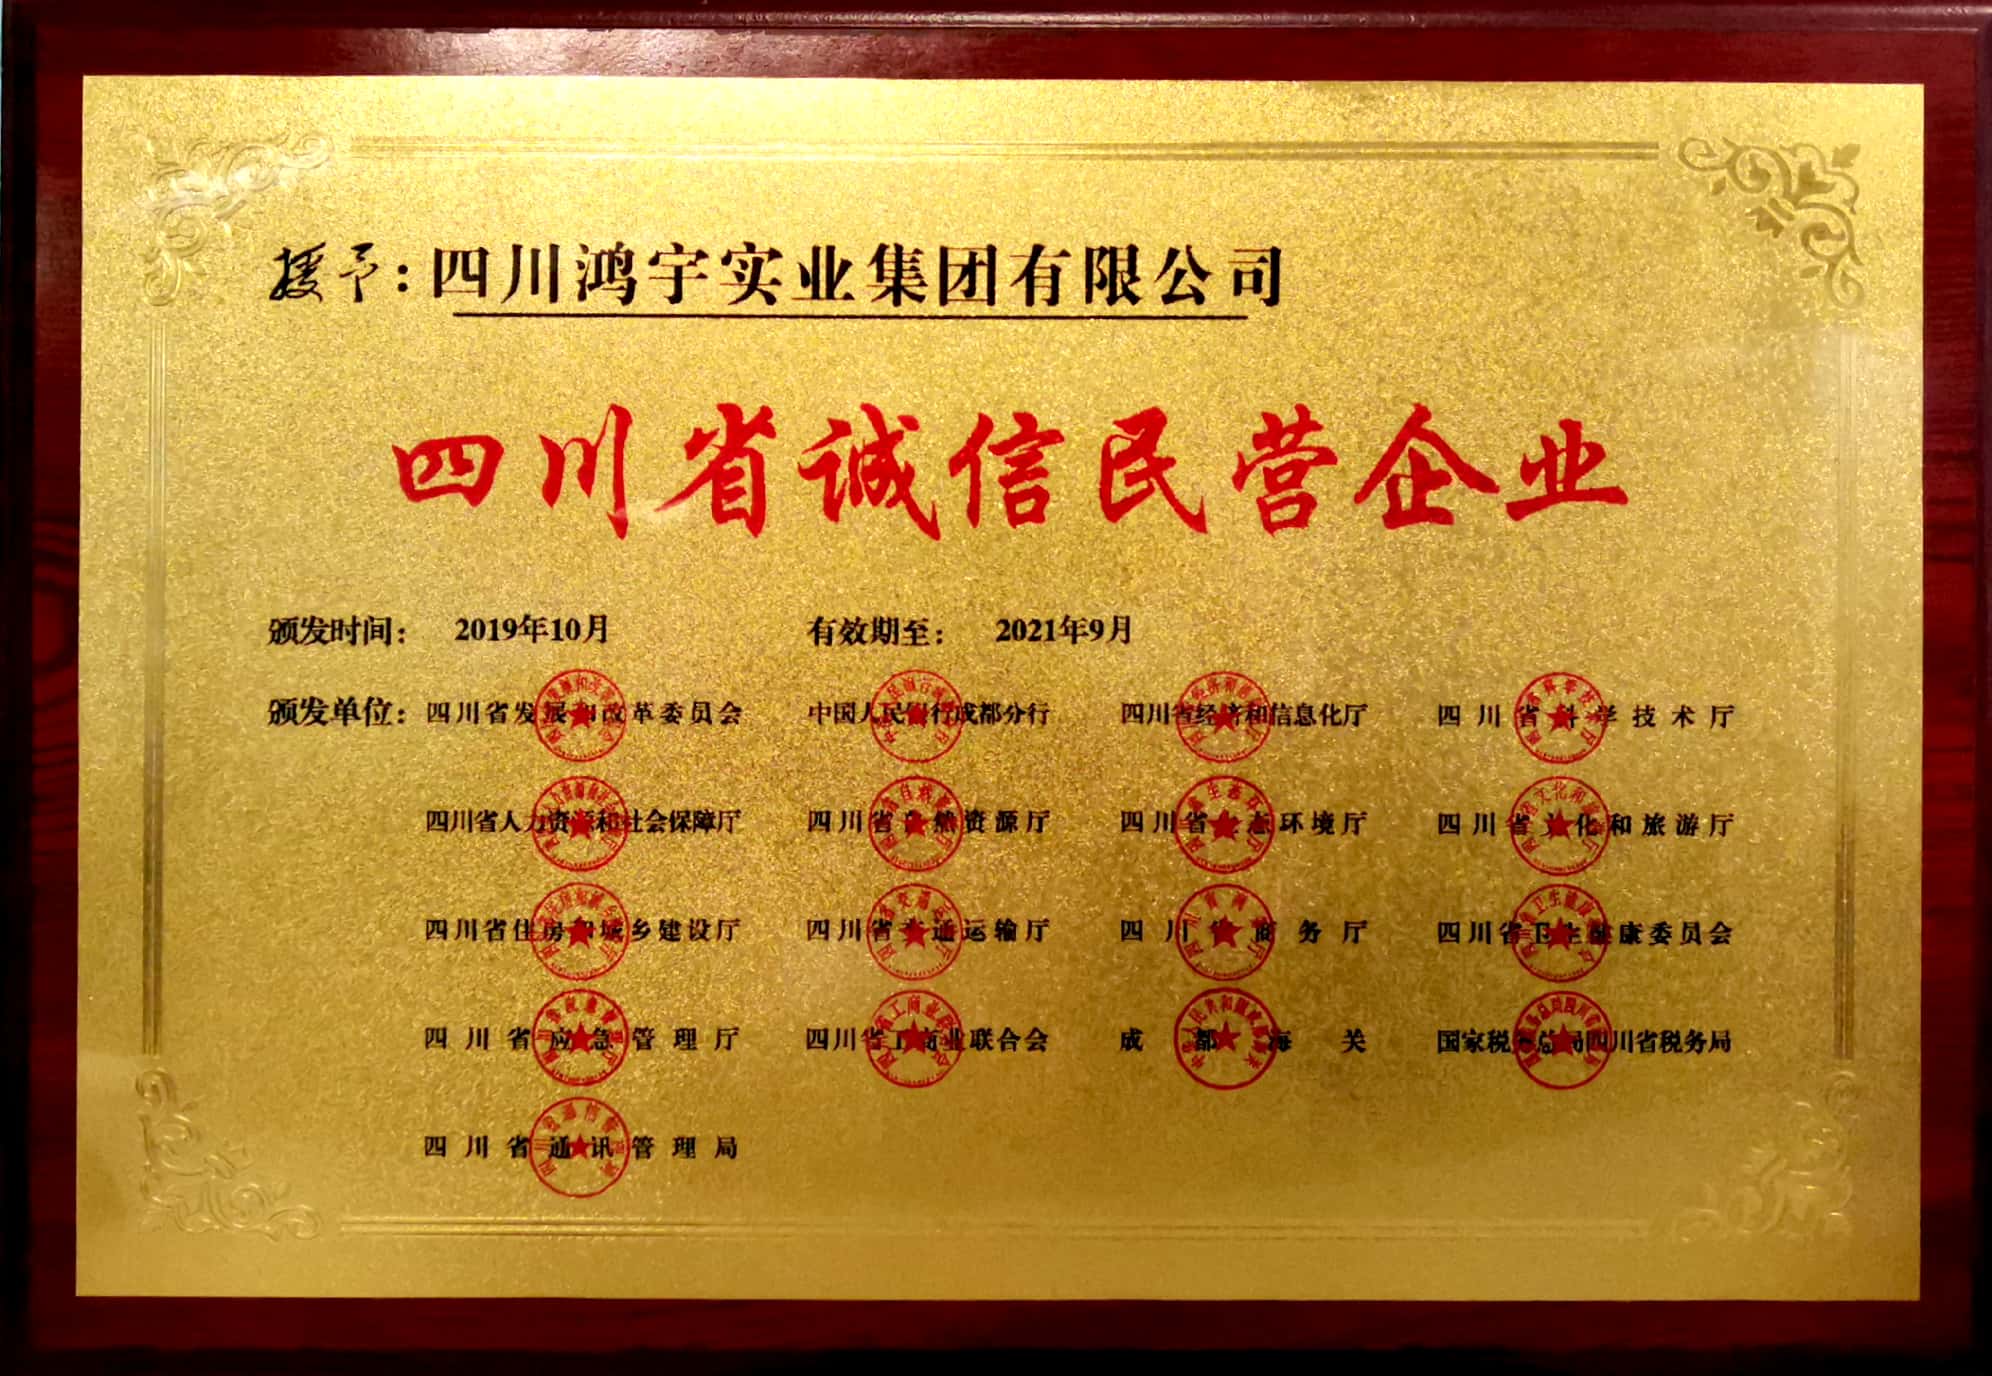 授予：四川鸿宇实业集团有限公司
四川省诚信民营企业
颁发时间： 2019年10月 有效期至： 2021年9月
颁发单位：四川省发展和改革委员会 中国人民银行成都分行 四川省经济和信息化厅 四川省科学技术厅
四川省人力资源和社会保障厅 四川省自然资源厅 四川省生态环境厅 四川省文化和旅游厅
四川省住房和城乡建设厅 四川省交通运输厅 四川省商务厅 四川省卫生健康委员会
四川省应急管理厅 四川省工商业联合会 成都海关 国家税务总局四川省税务局
四川省通讯管理局